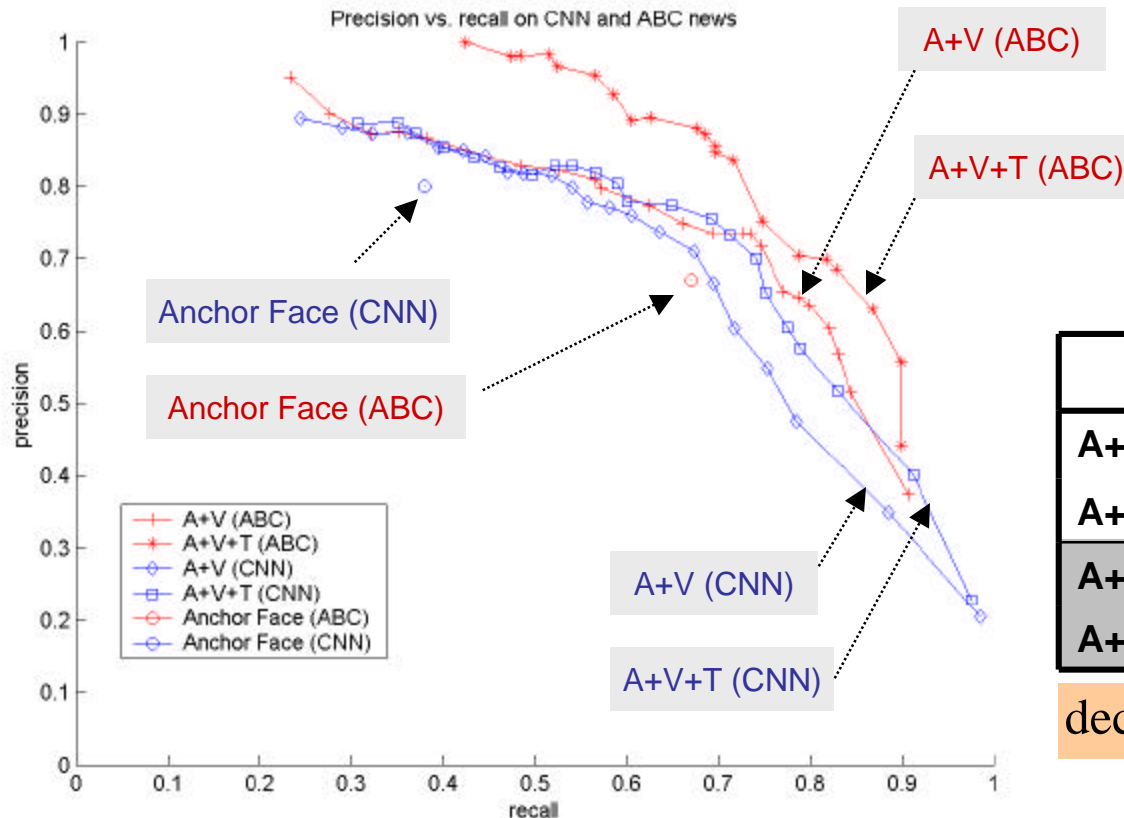 Precision vs. recall on CNN and ABC news
A+V (ABC)
A+V+T (ABC)
Anchor Face (CNN)
Anchor Face (ABC)
A+V (CNN)
A+V+T (CNN)
precision
1
0.9
0.8
0.7
0.6
0.5
0.4
0.3
0.2
0.1
0
A+V (ABC)
A+V+T (ABC)
A+V (CNN)
A+V+T (CNN)
Anchor Face (ABC)
Anchor Face (CNN)
0 0.1 0.2 0.3 0.4 0.5 0.6 0.7 0.8 0.9 1
recall
A+
A+
A+
A+
dec